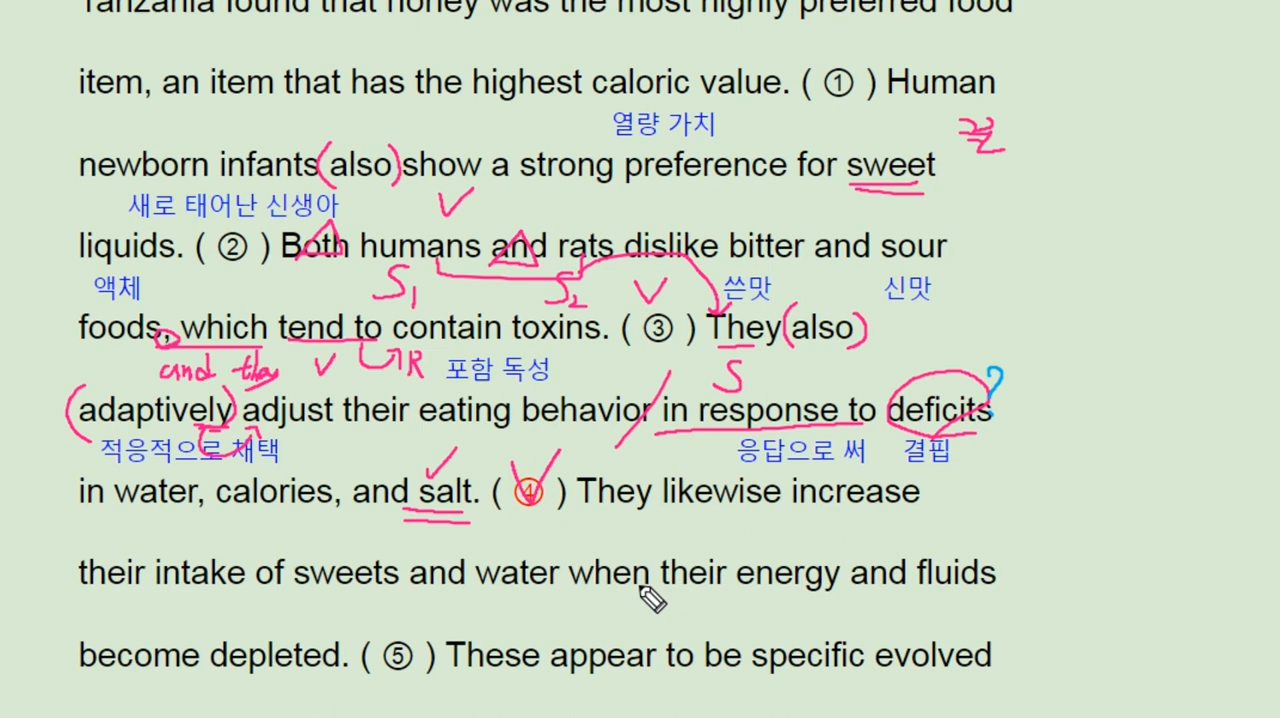 Tanzania found that honey was the most highly preferred food
item, an item that has the highest caloric value. ( ① ) Human
열량 가치
꿀
newborn infants (also) show a strong preference for sweet
새로 태어난 신생아
V
liquids. ( ② ) Both humans and rats dislike bitter and sour
액체
S1
S2
V
쓴맛
신맛
foods, which tend to contain toxins. ( ③ ) They (also)
and they
V
R
포함 독성
S
?
(adaptively) adjust their eating behavior / in response to deficits
적응적으로 채택
응답으로 써
결핍
in water, calories, and salt. ( ④ ) They likewise increase
their intake of sweets and water when their energy and fluids
become depleted. ( ⑤ ) These appear to be specific evolved